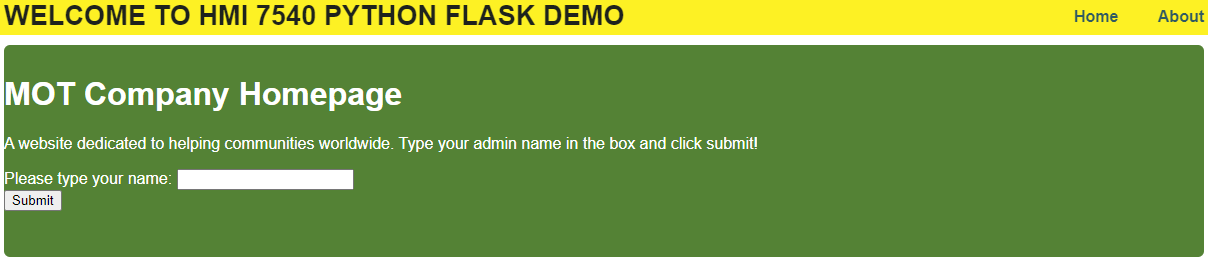 WELCOME TO HMI 7540 PYTHON FLASK DEMO
Home About
MOT Company Homepage
A website dedicated to helping communities worldwide. Type your admin name in the box and click submit!
Please type your name:
Submit